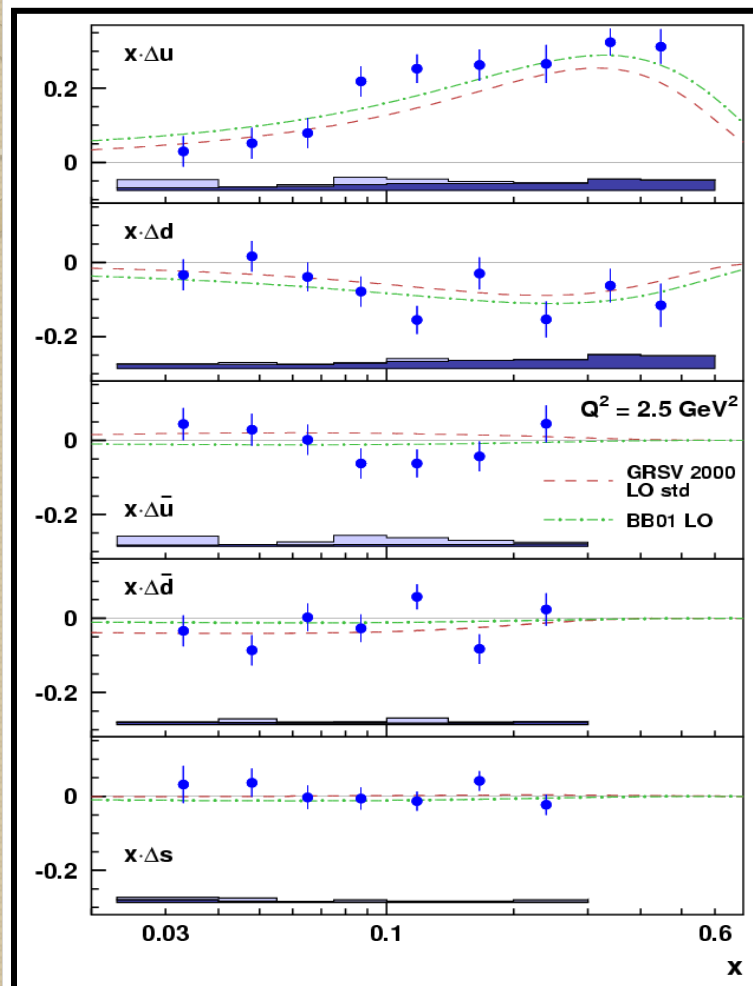 x·Δu
0.2
0
x·Δd
0
-0.2
Q² = 2.5 GeV²
0
GRSV 2000
LO std
BB01 LO
x·Δū
-0.2
x·Δd̄
0
-0.2
0
x·Δs
-0.2
0.03
0.1
0.6
x